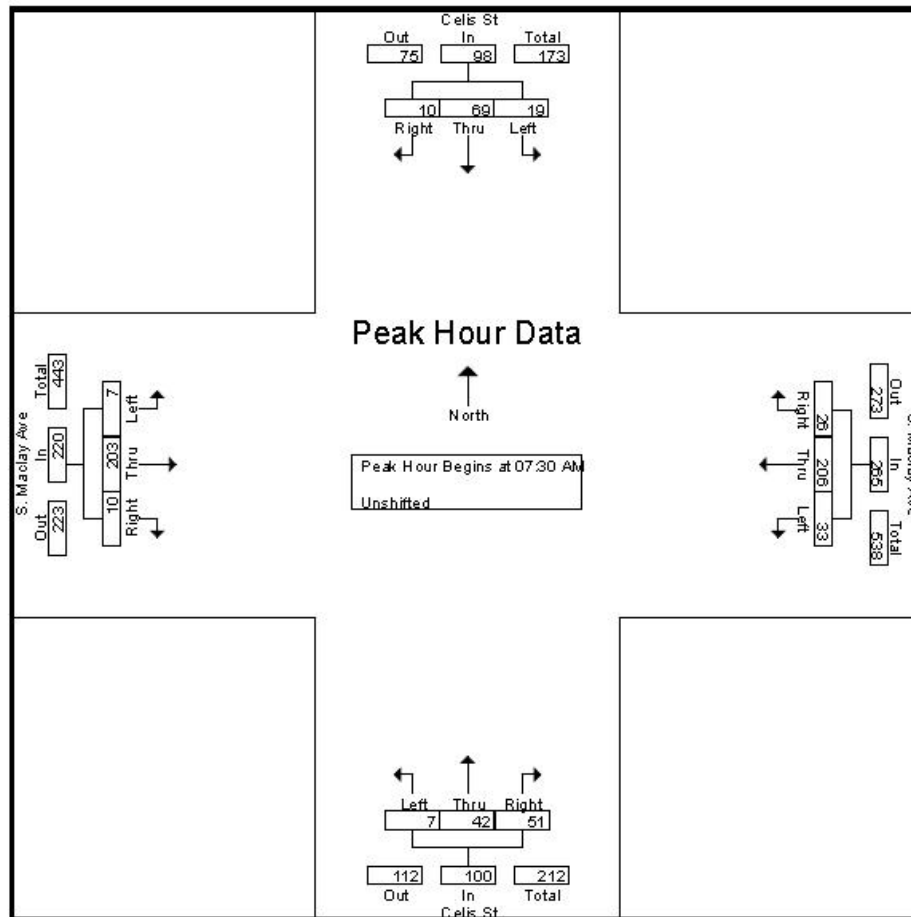 Celis St
Out In Total
75 98 173
10 69 19
Right Thru Left
Peak Hour Data
North
Peak Hour Begins at 07:30 AM
Unshifted
S. Maclay Ave
Total In Out
443 220 223
7 203 10
Left Thru Right
Right Thru Left
26 206 33
Out In Total
273 265 538
Left Thru Right
7 42 51
112 100 212
Out In Total
Celis St